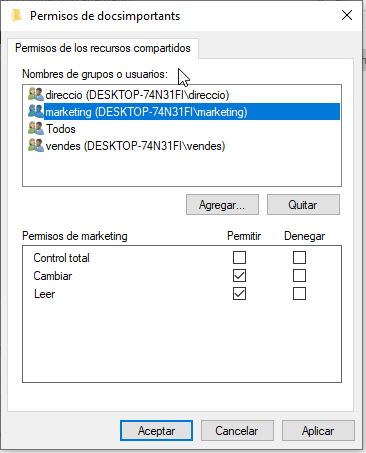 Permisos de docsimportants
Permisos de los recursos compartidos
Nombres de grupos o usuarios:
direccio (DESKTOP-74N31FI\direccio)
marketing (DESKTOP-74N31FI\marketing)
Todos
vendes (DESKTOP-74N31FI\vendes)
Agregar... Quitar
Permisos de marketing Permitir Denegar
Control total
Cambiar
Leer
Aceptar Cancelar Aplicar